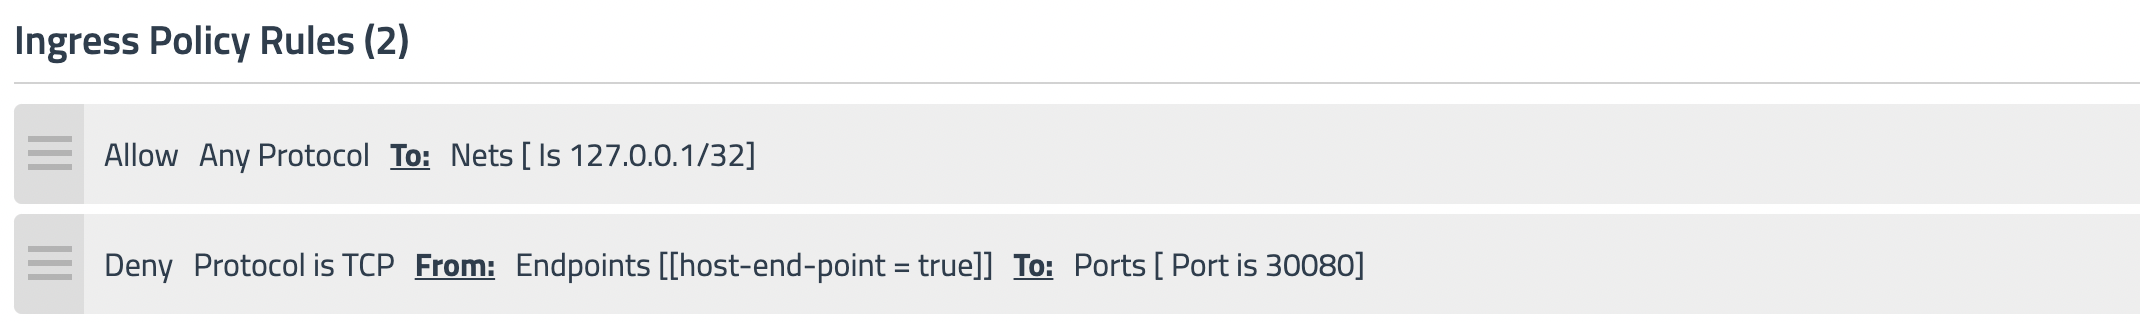 Ingress Policy Rules (2)
Allow Any Protocol To: Nets [ Is 127.0.0.1/32]
Deny Protocol is TCP From: Endpoints [[host-end-point = true]] To: Ports [ Port is 30080]